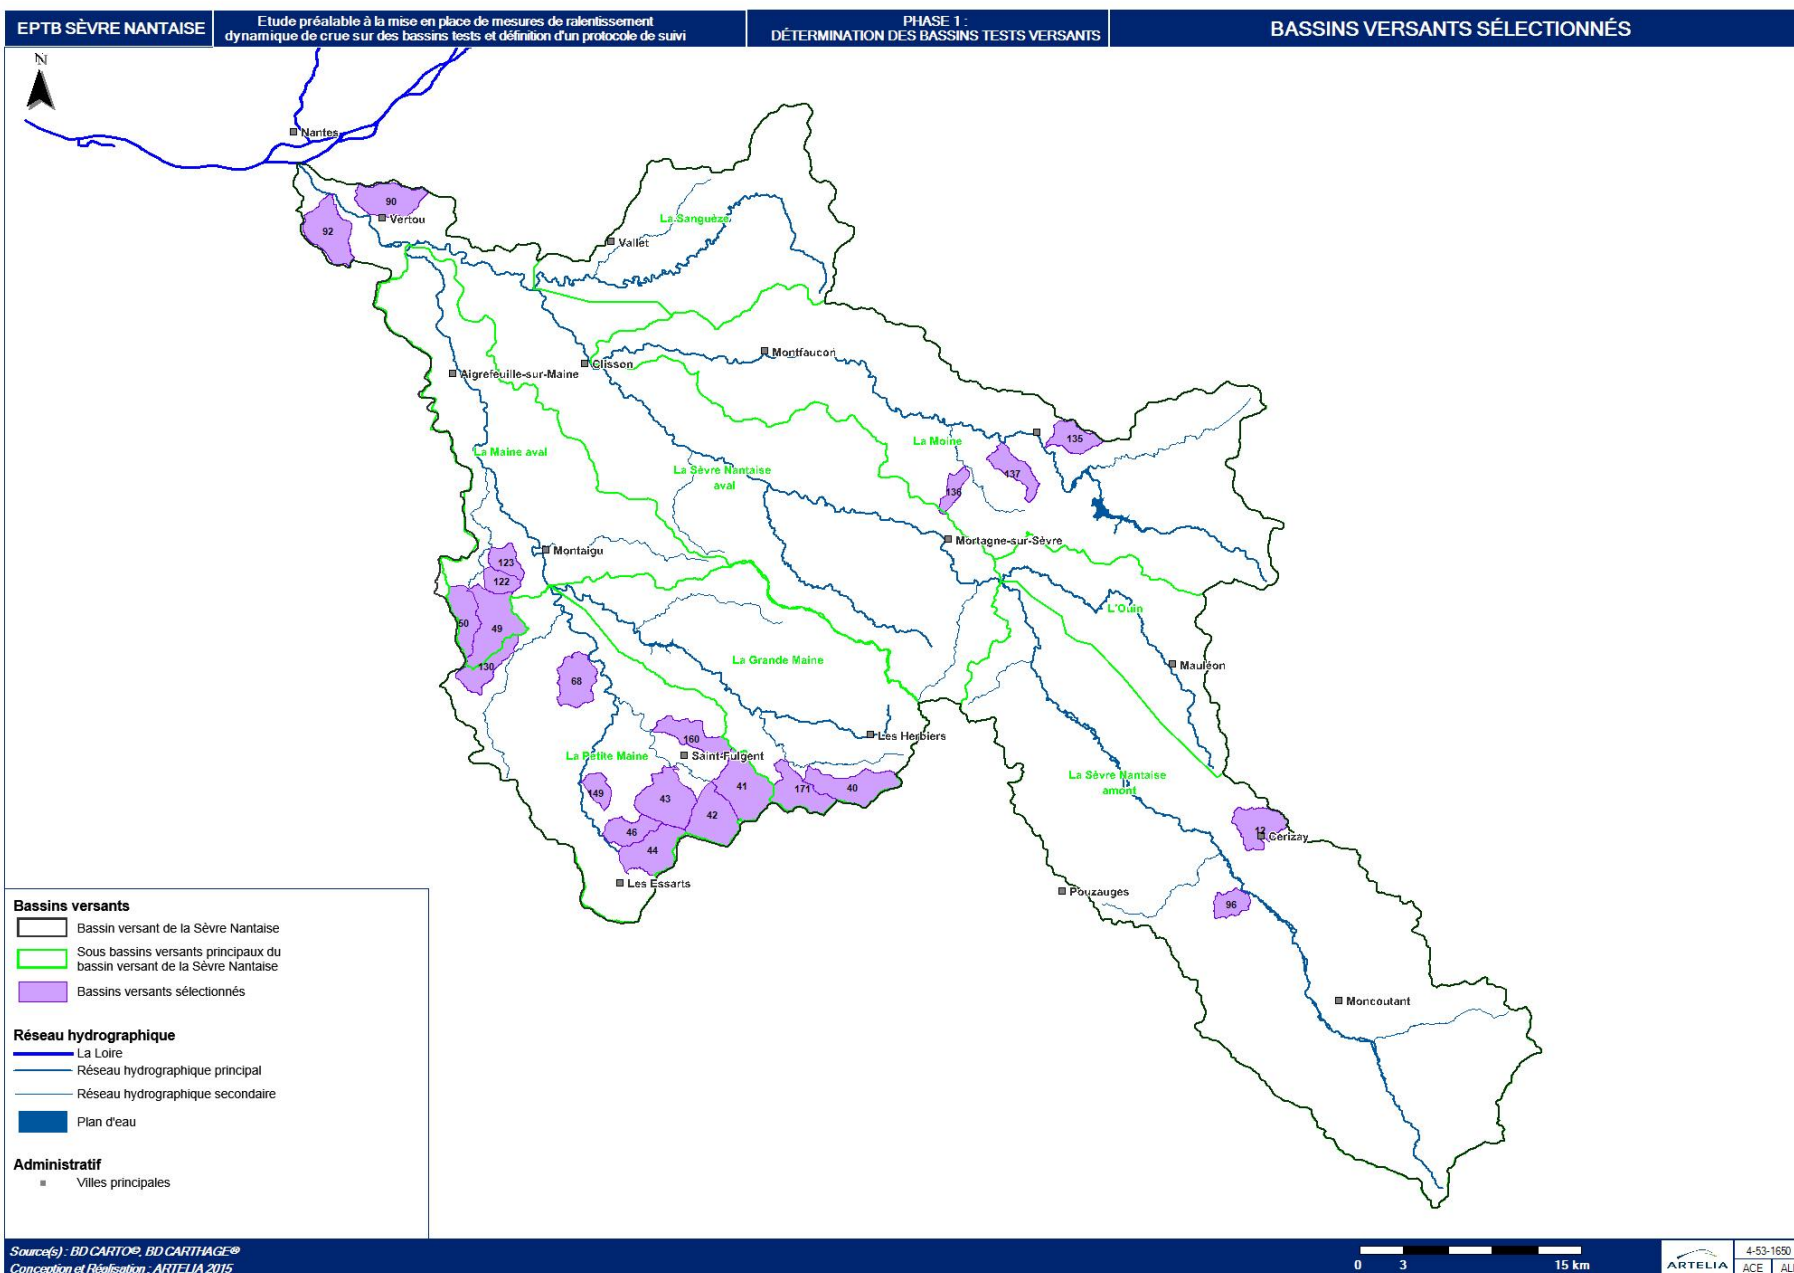 EPTB SÈVRE NANTAISE
Etude préalable à la mise en place de mesures de ralentissement
dynamique de crue sur des bassins tests et définition d'un protocole de suivi
PHASE 1 :
DÉTERMINATION DES BASSINS TESTS VERSANTS
BASSINS VERSANTS SÉLECTIONNÉS
N
Nantes
90
Vertou
92
La Sanguèze
Vallet
Montfaucon
Clisson
Aigrefeuille-sur-Maine
La Moine
135
137
136
La Maine aval
La Sèvre Nantaise
aval
Mortagne-sur-Sèvre
Montaigu
123
122
50
49
130
L'Ouin
Mauléon
La Grande Maine
68
Les Herbiers
160
Saint-Fulgent
La Petite Maine
149
43
41
171
40
42
46
44
Les Essarts
La Sèvre Nantaise
amont
12
Cerizay
Pouzauges
96
Moncoutant
Bassins versants
Bassin versant de la Sèvre Nantaise
Sous bassins versants principaux du
bassin versant de la Sèvre Nantaise
Bassins versants sélectionnés
Réseau hydrographique
La Loire
Réseau hydrographique principal
Réseau hydrographique secondaire
Plan d'eau
Administratif
Villes principales
Source(s) : BD CARTO©, BD CARTHAGE®
Conception et Réalisation : ARTELIA 2015
0 3 15 km
ARTELIA
4-53-1650
ACE